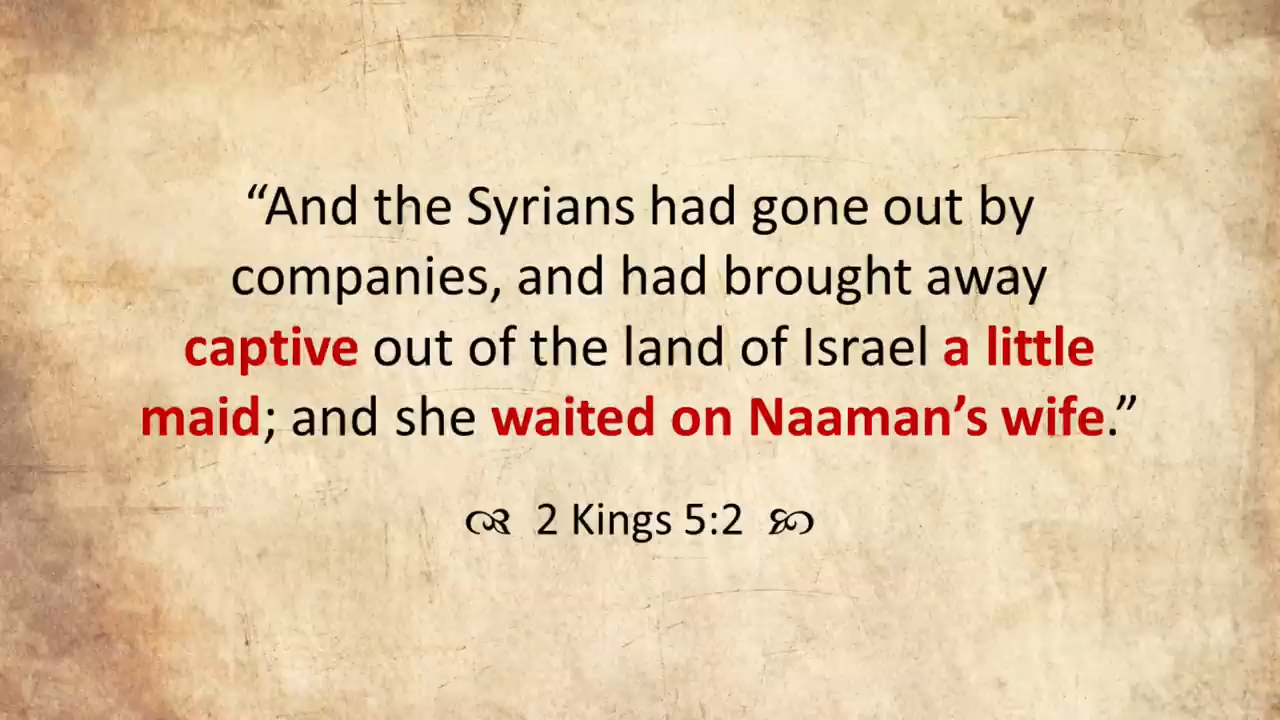 “And the Syrians had gone out by
companies, and had brought away
captive out of the land of Israel a little
maid; and she waited on Naaman’s wife.”
2 Kings 5:2